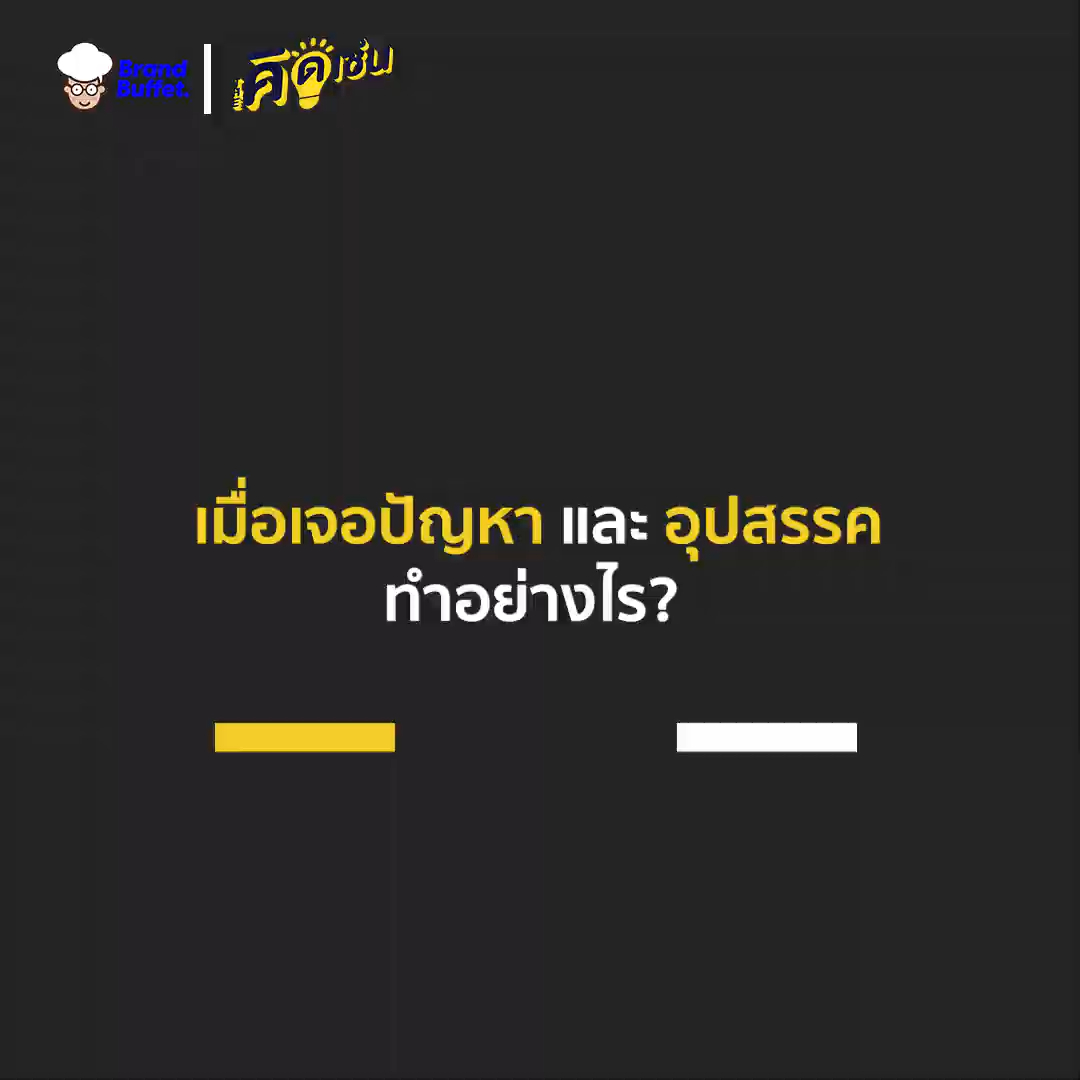 Brand
Buffet.
คิดเช่น
เมื่อเจอปัญหา และ อุปสรรค
ทำอย่างไร?